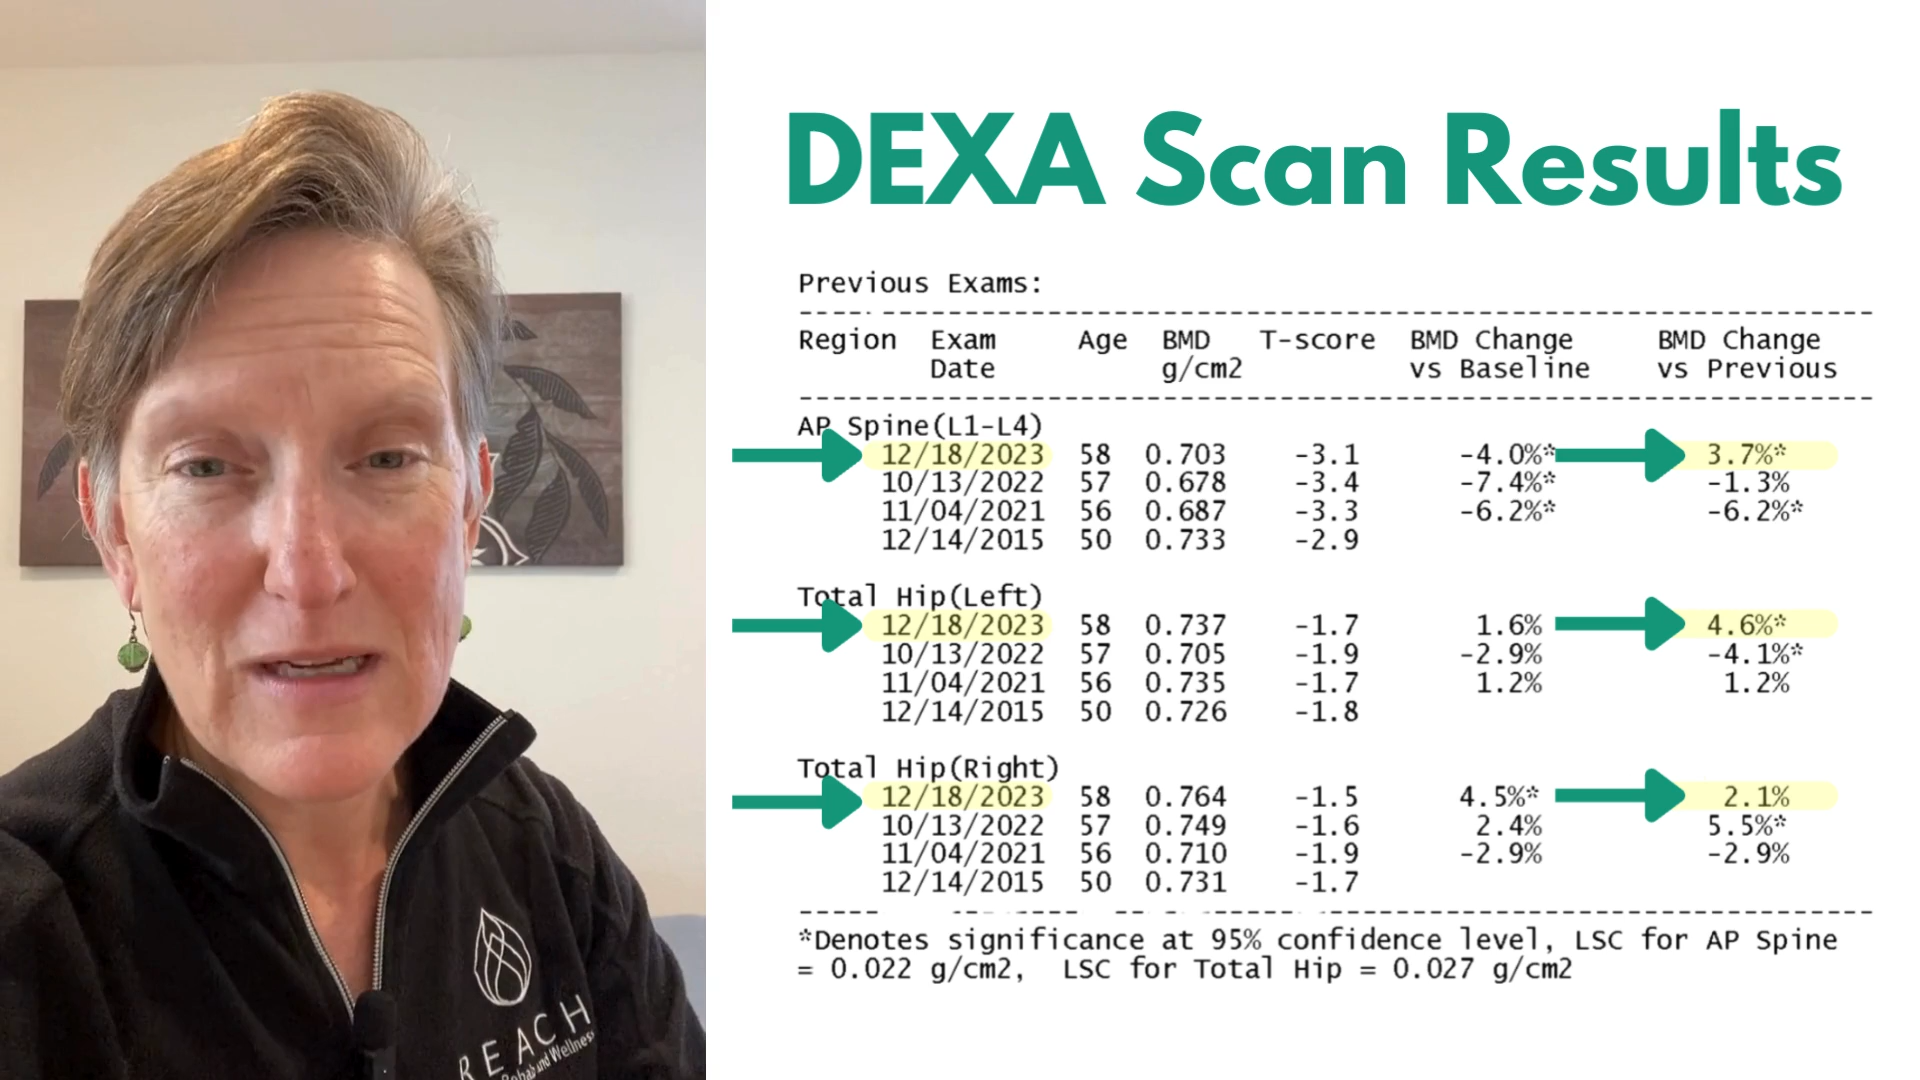 DEXA Scan Results
Previous Exams:
Region Exam Date Age BMD g/cm2 T-score BMD Change vs Baseline BMD Change vs Previous
AP Spine(L1-L4)
12/18/2023 58 0.703 -3.1 -4.0%* 3.7%*
10/13/2022 57 0.678 -3.4 -7.4%* -1.3%
11/04/2021 56 0.687 -3.3 -6.2%* -6.2%*
12/14/2015 50 0.733 -2.9
Total Hip(Left)
12/18/2023 58 0.737 -1.7 1.6% 4.6%*
10/13/2022 57 0.705 -1.9 -2.9% -4.1%*
11/04/2021 56 0.735 -1.7 1.2% 1.2%
12/14/2015 50 0.726 -1.8
Total Hip(Right)
12/18/2023 58 0.764 -1.5 4.5%* 2.1%
10/13/2022 57 0.749 -1.6 2.4% 5.5%*
11/04/2021 56 0.710 -1.9 -2.9% -2.9%
12/14/2015 50 0.731 -1.7
*Denotes significance at 95% confidence level, LSC for AP Spine
= 0.022 g/cm2, LSC for Total Hip = 0.027 g/cm2
REACH
Rehab and Wellness